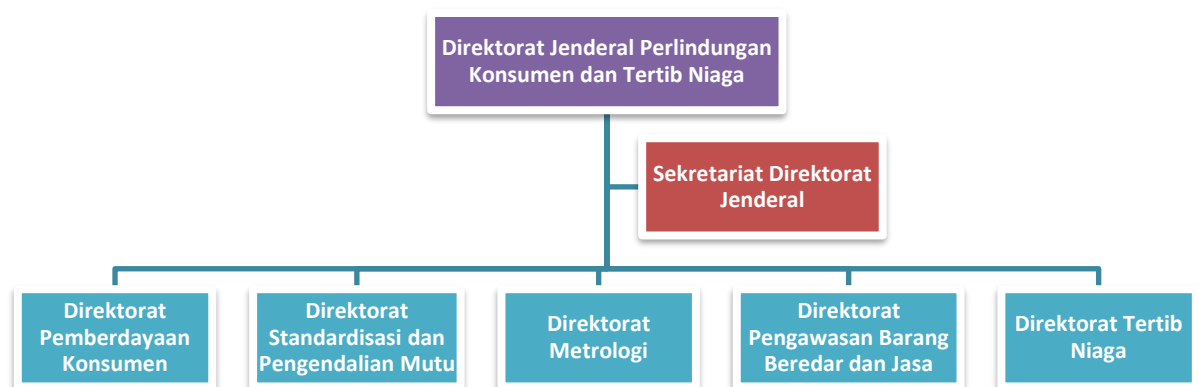 Direktorat Jenderal Perlindungan
Konsumen dan Tertib Niaga
Sekretariat Direktorat
Jenderal
Direktorat
Pemberdayaan
Konsumen
Direktorat
Standardisasi dan
Pengendalian Mutu
Direktorat
Metrologi
Direktorat
Pengawasan Barang
Beredar dan Jasa
Direktorat Tertib
Niaga